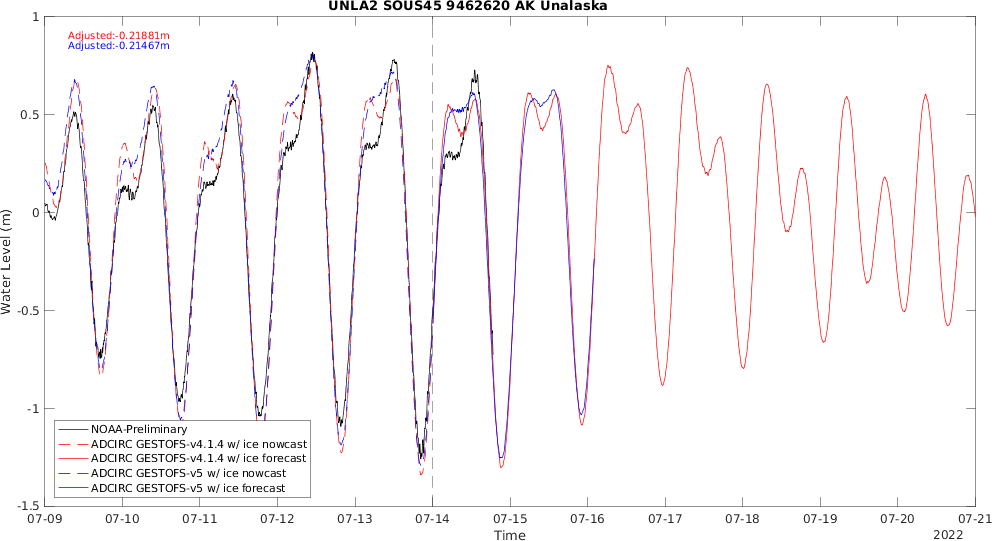 UNLA2 SOUS45 9462620 AK Unalaska
Adjusted:-0.21881m
Adjusted:-0.21467m
1
0.5
0
-0.5
-1
-1.5
Water Level (m)
NOAA-Preliminary
ADCIRC GESTOFS-v4.1.4 w/ ice nowcast
ADCIRC GESTOFS-v4.1.4 w/ ice forecast
ADCIRC GESTOFS-v5 w/ ice nowcast
ADCIRC GESTOFS-v5 w/ ice forecast
07-09 07-10 07-11 07-12 07-13 07-14 07-15 07-16 07-17 07-18 07-19 07-20 07-21
Time
2022